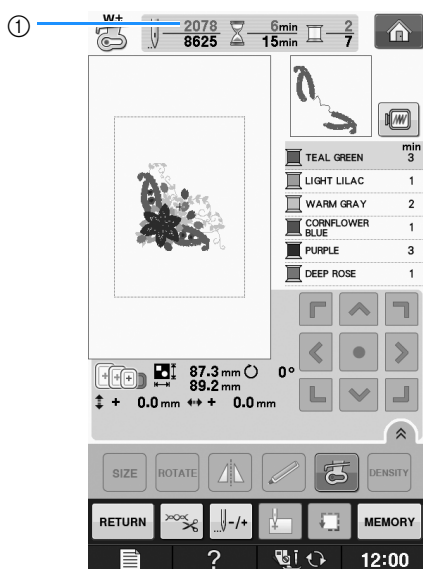 ①
W+
2078 6min 2
8625 15min 7
min
TEAL GREEN 3
LIGHT LILAC 1
WARM GRAY 2
CORNFLOWER
BLUE 1
PURPLE 3
DEEP ROSE 1
87.3 mm 0°
89.2 mm
+ 0.0 mm + 0.0 mm
SIZE ROTATE DENSITY
RETURN -/+ MEMORY
? i 12:00